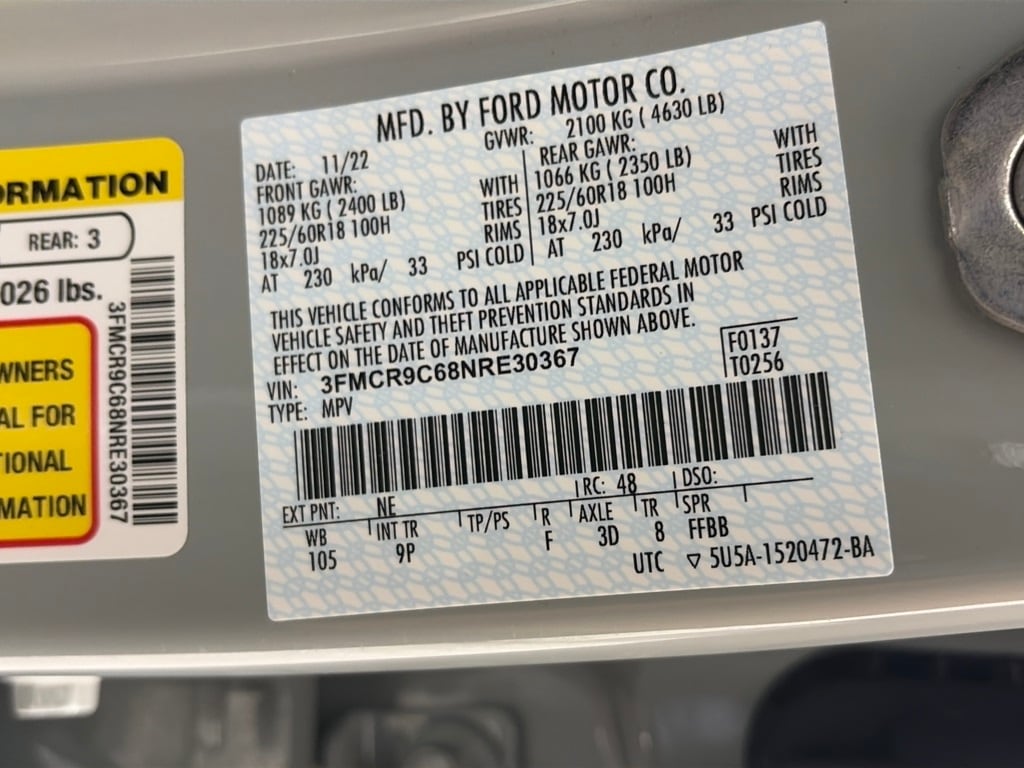 ORMATION
REAR: 3
026 lbs.
3FMCR9C68NRE30367
WNERS
AL FOR
TIONAL
MATION
MFD. BY FORD MOTOR CO.
DATE: 11/22 GVWR: 2100 KG ( 4630 LB)
FRONT GAWR: WITH REAR GAWR: WITH
1089 KG ( 2400 LB) TIRES 1066 KG ( 2350 LB) TIRES
225/60R18 100H RIMS 225/60R18 100H RIMS
18x7.0J 18x7.0J
AT 230 kPa/ 33 PSI COLD AT 230 kPa/ 33 PSI COLD
THIS VEHICLE CONFORMS TO ALL APPLICABLE FEDERAL MOTOR
VEHICLE SAFETY AND THEFT PREVENTION STANDARDS IN
EFFECT ON THE DATE OF MANUFACTURE SHOWN ABOVE.
VIN: 3FMCR9C68NRE30367 F0137
TYPE: MPV T0256
EXT PNT: NE RC: 48 DSO:
WB INT TR TP/PS R AXLE TR SPR
105 9P F 3D 8 FFBB
UTC ▽ 5U5A-1520472-BA